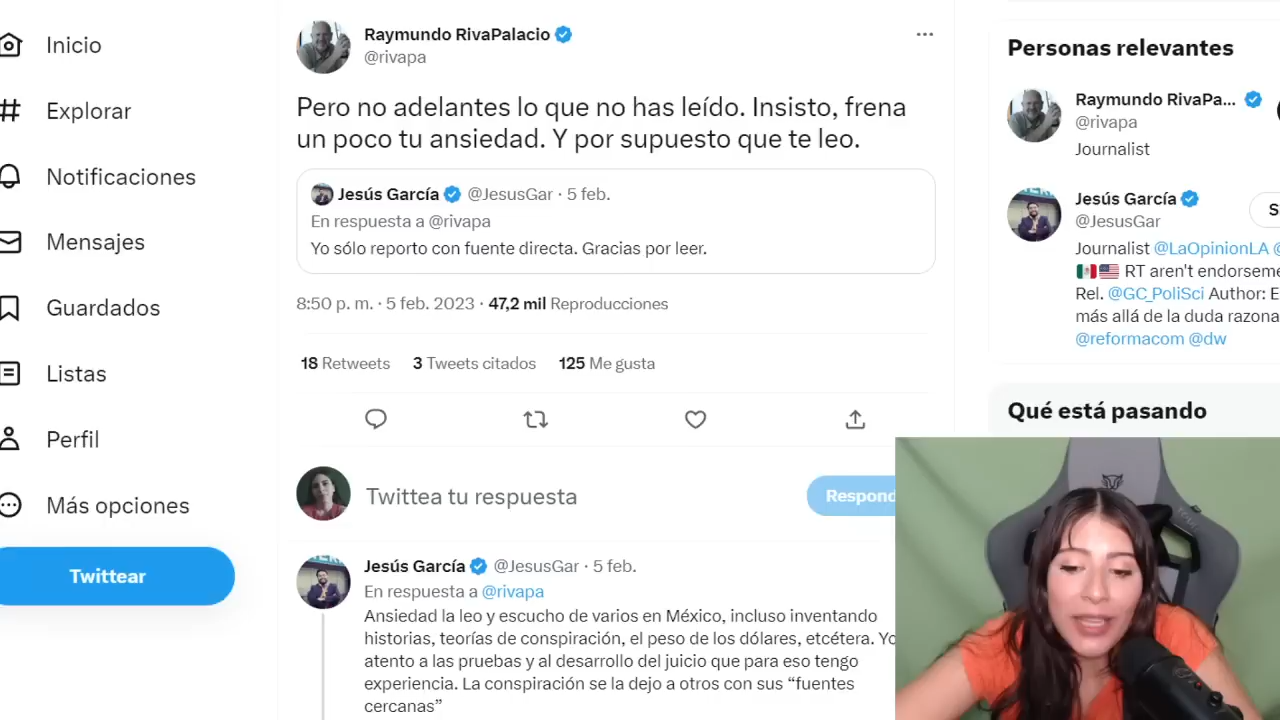 Inicio
Explorar
Notificaciones
Mensajes
Guardados
Listas
Perfil
Más opciones
Twittear
Raymundo RivaPalacio
@rivapa
Pero no adelantes lo que no has leído. Insisto, frena
un poco tu ansiedad. Y por supuesto que te leo.
Jesús García @JesusGar · 5 feb.
En respuesta a @rivapa
Yo sólo reporto con fuente directa. Gracias por leer.
8:50 p. m. · 5 feb. 2023 · 47,2 mil Reproducciones
18 Retweets 3 Tweets citados 125 Me gusta
Twittea tu respuesta
Respond
Jesús García @JesusGar · 5 feb.
En respuesta a @rivapa
Ansiedad la leo y escucho de varios en México, incluso inventando
historias, teorías de conspiración, el peso de los dólares, etcétera. Yo
atento a las pruebas y al desarrollo del juicio que para eso tengo
experiencia. La conspiración se la dejo a otros con sus “fuentes
cercanas”
Personas relevantes
Raymundo RivaPa...
@rivapa
Journalist
Jesús García
@JesusGar
S
Journalist @LaOpinionLA @
RT aren't endorseme
Rel. @GC_PoliSci Author: E
más allá de la duda razona
@reformacom @dw
Qué está pasando